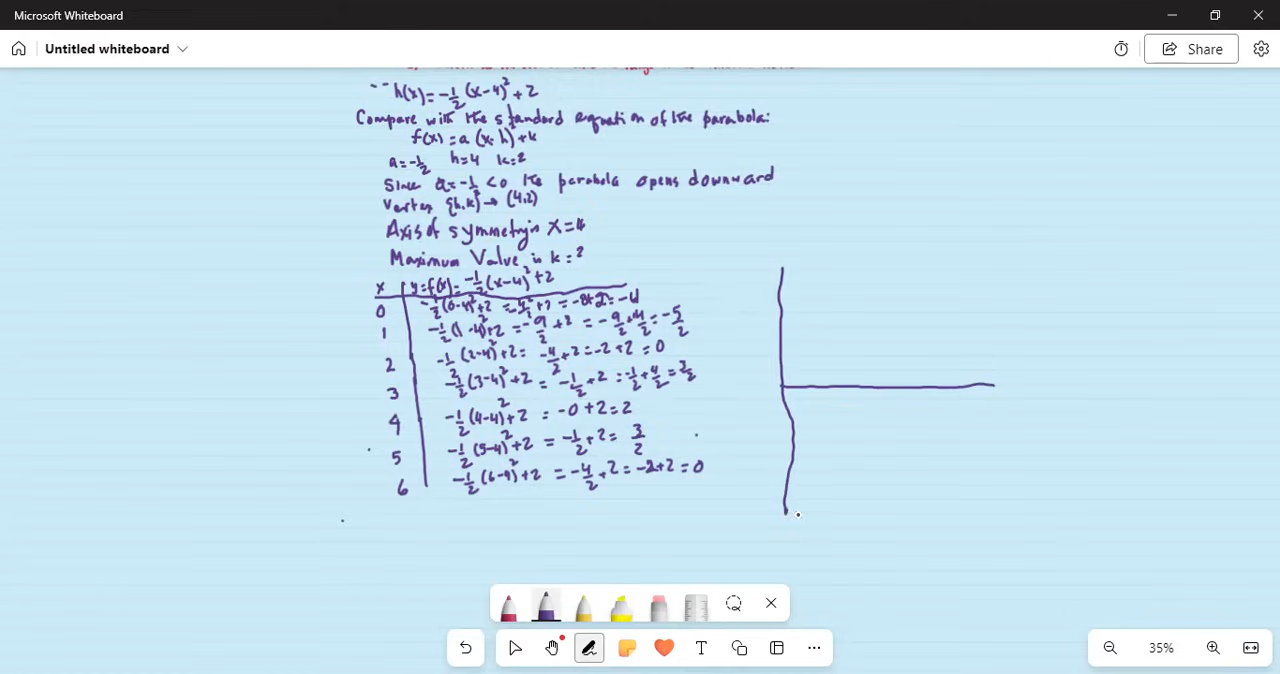 Microsoft Whiteboard
Untitled whiteboard
Share
h(x) = -1/2 (x-4)² + 2
Compare with the standard equation of the parabola:
f(x) = a (x-h)² + k
a = -1/2 h=4 k=2
Since a = -1/2 < 0 the parabola opens downward
Vertex (h,k) → (4,2)
Axis of symmetry is x=4
Maximum Value is k = 2
x y = f(x) = -1/2 (x-4)² + 2
0 -1/2 (0-4)² + 2 = -4²/2 + 2 = -8+2 = -6
1 -1/2 (1-4)² + 2 = -9/2 + 2 = -9/2 + 4/2 = -5/2
2 -1/2 (2-4)² + 2 = -4/2 + 2 = -2 + 2 = 0
3 -1/2 (3-4)² + 2 = -1/2 + 2 = -1/2 + 4/2 = 3/2
4 -1/2 (4-4)² + 2 = -0 + 2 = 2
5 -1/2 (5-4)² + 2 = -1/2 + 2 = 3/2
6 -1/2 (6-4)² + 2 = -4/2 + 2 = -2+2 = 0
35%